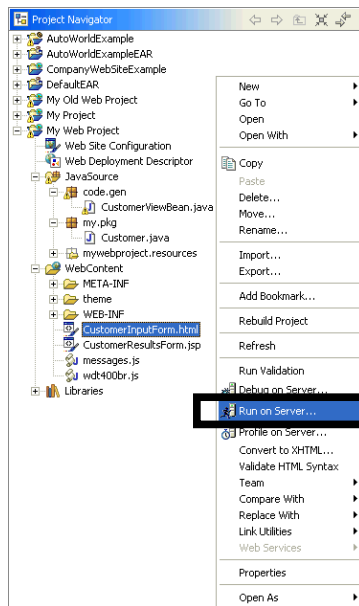 Project Navigator
AutoWorldExample
AutoWorldExampleEAR
CompanyWebSiteExample
DefaultEAR
My Old Web Project
My Project
My Web Project
Web Site Configuration
Web Deployment Descriptor
JavaSource
code.gen
CustomerViewBean.java
my.pkg
Customer.java
mywebproject.resources
WebContent
META-INF
theme
WEB-INF
CustomerInputForm.html
CustomerResultsForm.jsp
messages.js
wdt400br.js
Libraries
New
Go To
Open
Open With
Copy
Paste
Delete...
Move...
Rename...
Import...
Export...
Add Bookmark...
Rebuild Project
Refresh
Run Validation
Debug on Server...
Run on Server...
Profile on Server...
Convert to XHTML...
Validate HTML Syntax
Team
Compare With
Replace With
Link Utilities
Web Services
Properties
Open As